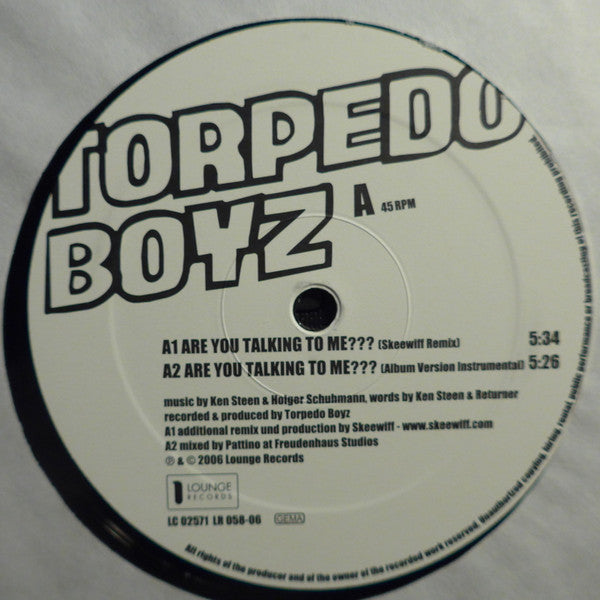 TORPEDO
BOYZ
A 45 RPM
A1 ARE YOU TALKING TO ME??? (Skeewiff Remix) 5:34
A2 ARE YOU TALKING TO ME??? (Album Version Instrumental) 5:26
music by Ken Steen & Holger Schuhmann, words by Ken Steen & Returner
recorded & produced by Torpedo Boyz
A1 additional remix und production by Skeewiff - www.skeewiff.com
A2 mixed by Pattino at Freudenhaus Studios
℗ & © 2006 Lounge Records
LOUNGE
RECORDS
LC 02571 LR 058-06 GEMA
All rights of the producer and of the owner of the recorded work reserved. Unauthorized copying, hiring, rental, public performance or broadcasting of this recording prohibited.